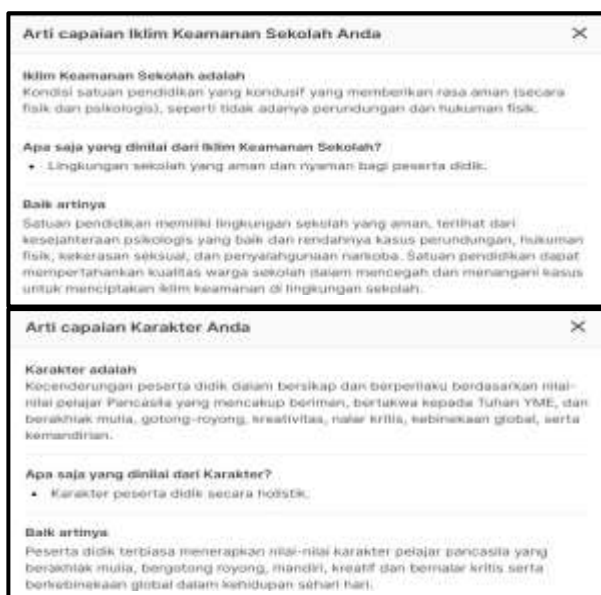 Arti capaian Iklim Keamanan Sekolah Anda
Iklim Keamanan Sekolah adalah
Kondisi satuan pendidikan yang kondusif yang memberikan rasa aman (secara
fisik dan psikologis), seperti tidak adanya perundungan dan hukuman fisik.
Apa saja yang dinilai dari Iklim Keamanan Sekolah?
• Lingkungan sekolah yang aman dan nyaman bagi peserta didik.
Baik artinya
Satuan pendidikan memiliki lingkungan sekolah yang aman, terlihat dari
kesejahteraan psikologis yang baik dan rendahnya kasus perundungan, hukuman
fisik, kekerasan seksual, dan penyalahgunaan narkoba. Satuan pendidikan dapat
mempertahankan kualitas warga sekolah dalam mencegah dan menangani kasus
untuk menciptakan iklim keamanan di lingkungan sekolah.
Arti capaian Karakter Anda
Karakter adalah
Kecenderungan peserta didik dalam bersikap dan berperilaku berdasarkan nilai-
nilai pelajar Pancasila yang mencakup beriman, bertakwa kepada Tuhan YME, dan
berakhlak mulia, gotong-royong, kreativitas, nalar kritis, kebinekaan global, serta
kemandirian.
Apa saja yang dinilai dari Karakter?
• Karakter peserta didik secara holistik.
Baik artinya
Peserta didik terbiasa menerapkan nilai-nilai karakter pelajar pancasila yang
berakhlak mulia, bergotong royong, mandiri, kreatif dan bernalar kritis serta
berkebinekaan global dalam kehidupan sehari hari.